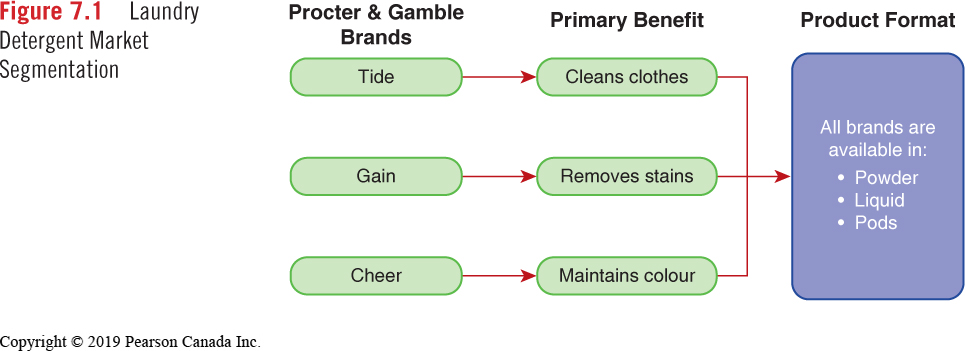 Figure 7.1 Laundry
Detergent Market
Segmentation
Procter & Gamble
Brands
Primary Benefit
Product Format
Tide
Cleans clothes
Gain
Removes stains
Cheer
Maintains colour
All brands are
available in:
• Powder
• Liquid
• Pods
Copyright © 2019 Pearson Canada Inc.